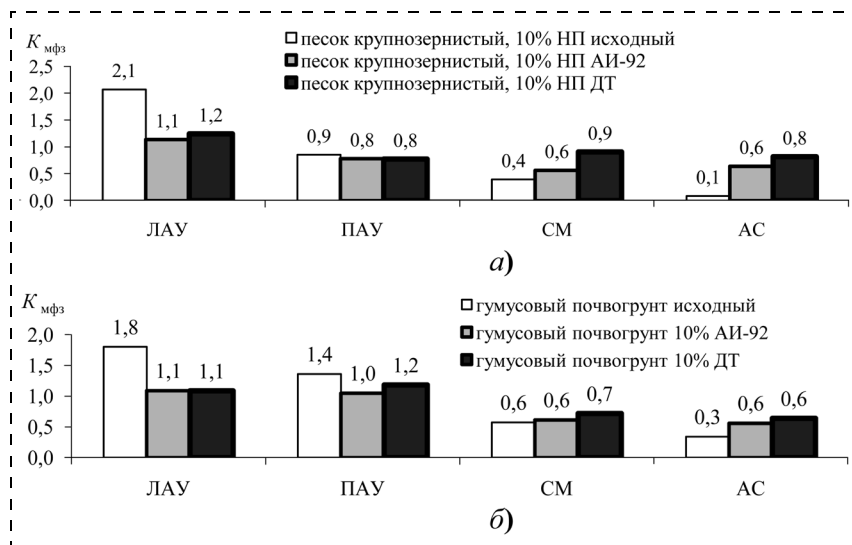 K мфз
песок крупнозернистый, 10% НП исходный
песок крупнозернистый, 10% НП АИ-92
песок крупнозернистый, 10% НП ДТ
2,5
2,0
1,5
1,0
0,5
0,0
2,1 1,1 1,2 0,9 0,8 0,8 0,4 0,6 0,9 0,1 0,6 0,8
ЛАУ ПАУ СМ АС
а)
K мфз
гумусовый почвогрунт исходный
гумусовый почвогрунт 10% АИ-92
гумусовый почвогрунт 10% ДТ
2,0
1,5
1,0
0,5
0,0
1,8 1,1 1,1 1,4 1,0 1,2 0,6 0,6 0,7 0,3 0,6 0,6
ЛАУ ПАУ СМ АС
б)